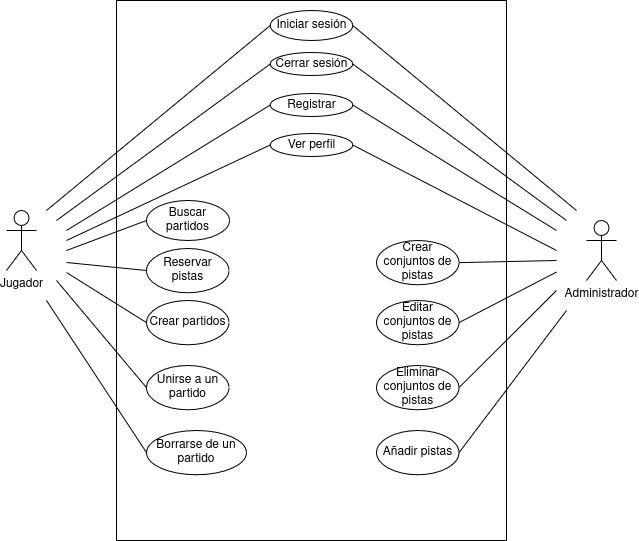 Iniciar sesión
Cerrar sesión
Registrar
Ver perfil
Buscar
partidos
Reservar
pistas
Crear partidos
Unirse a un
partido
Borrarse de un
partido
Crear
conjuntos de
pistas
Editar
conjuntos de
pistas
Eliminar
conjuntos de
pistas
Añadir pistas
Jugador
Administrador